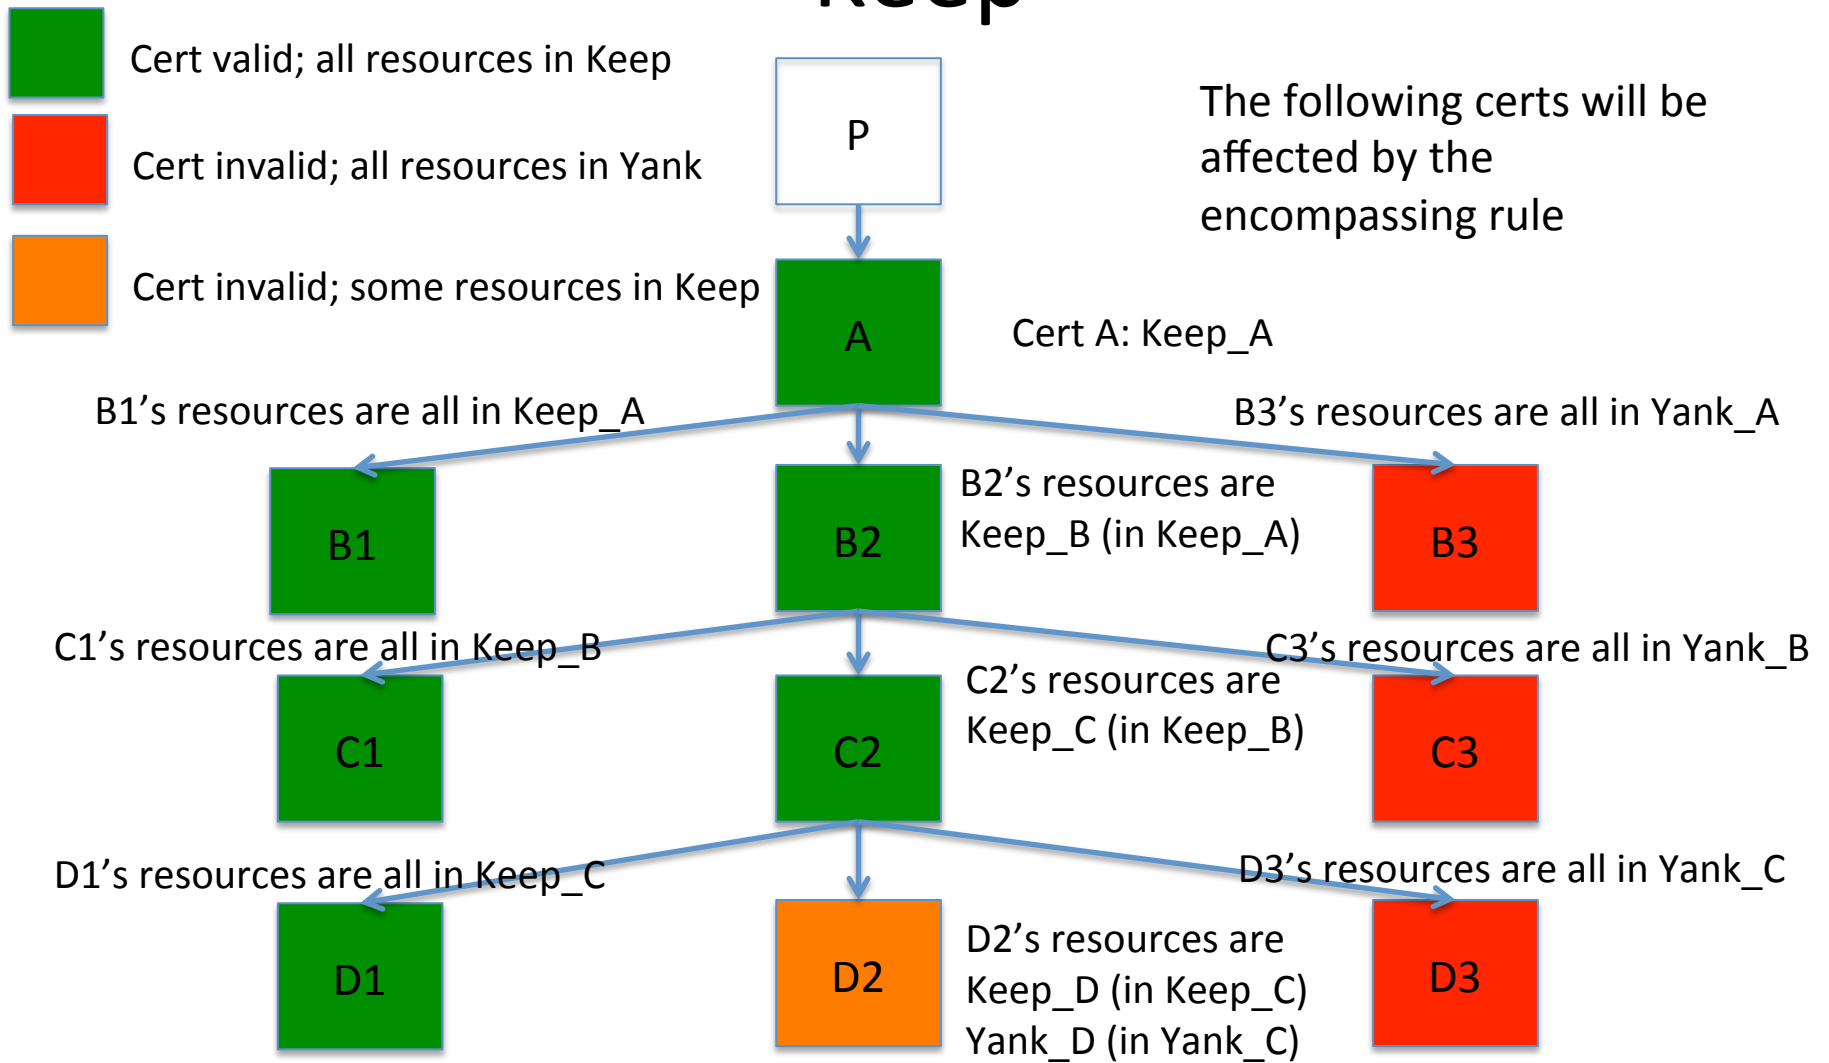 Keep
Cert valid; all resources in Keep
Cert invalid; all resources in Yank
Cert invalid; some resources in Keep
P
The following certs will be
affected by the
encompassing rule
A
Cert A: Keep_A
B1’s resources are all in Keep_A
B3’s resources are all in Yank_A
B1
B2
B2’s resources are
Keep_B (in Keep_A)
B3
C1’s resources are all in Keep_B
C3’s resources are all in Yank_B
C1
C2
C2’s resources are
Keep_C (in Keep_B)
C3
D1’s resources are all in Keep_C
D3’s resources are all in Yank_C
D1
D2
D2’s resources are
Keep_D (in Keep_C)
Yank_D (in Yank_C)
D3